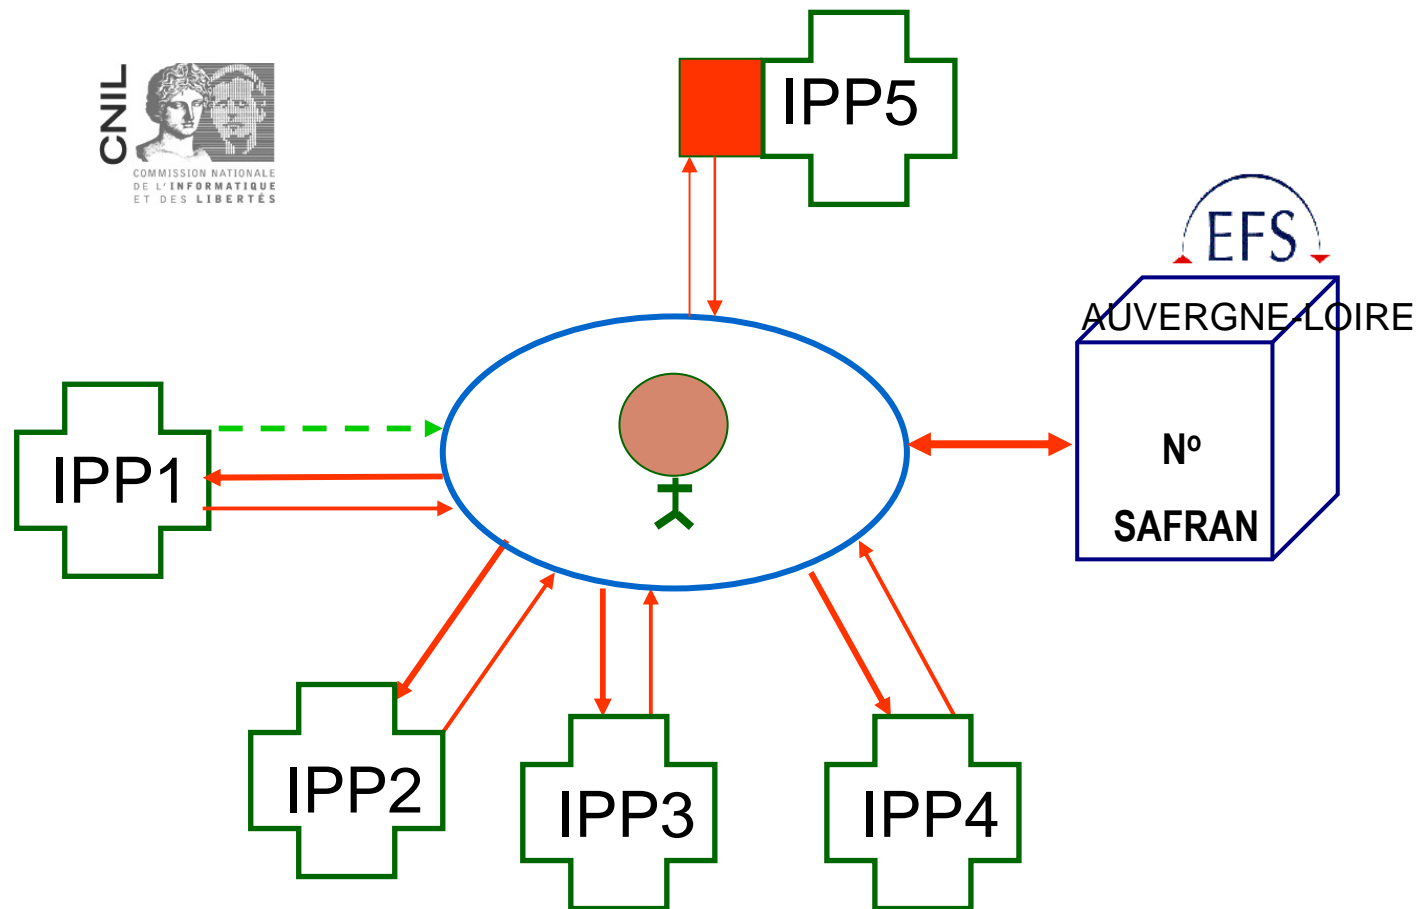 CNIL
COMMISSION NATIONALE
DE L'INFORMATIQUE
ET DES LIBERTÉS
IPP5
EFS
AUVERGNE-LOIRE
Nº
SAFRAN
IPP1
IPP2
IPP3
IPP4